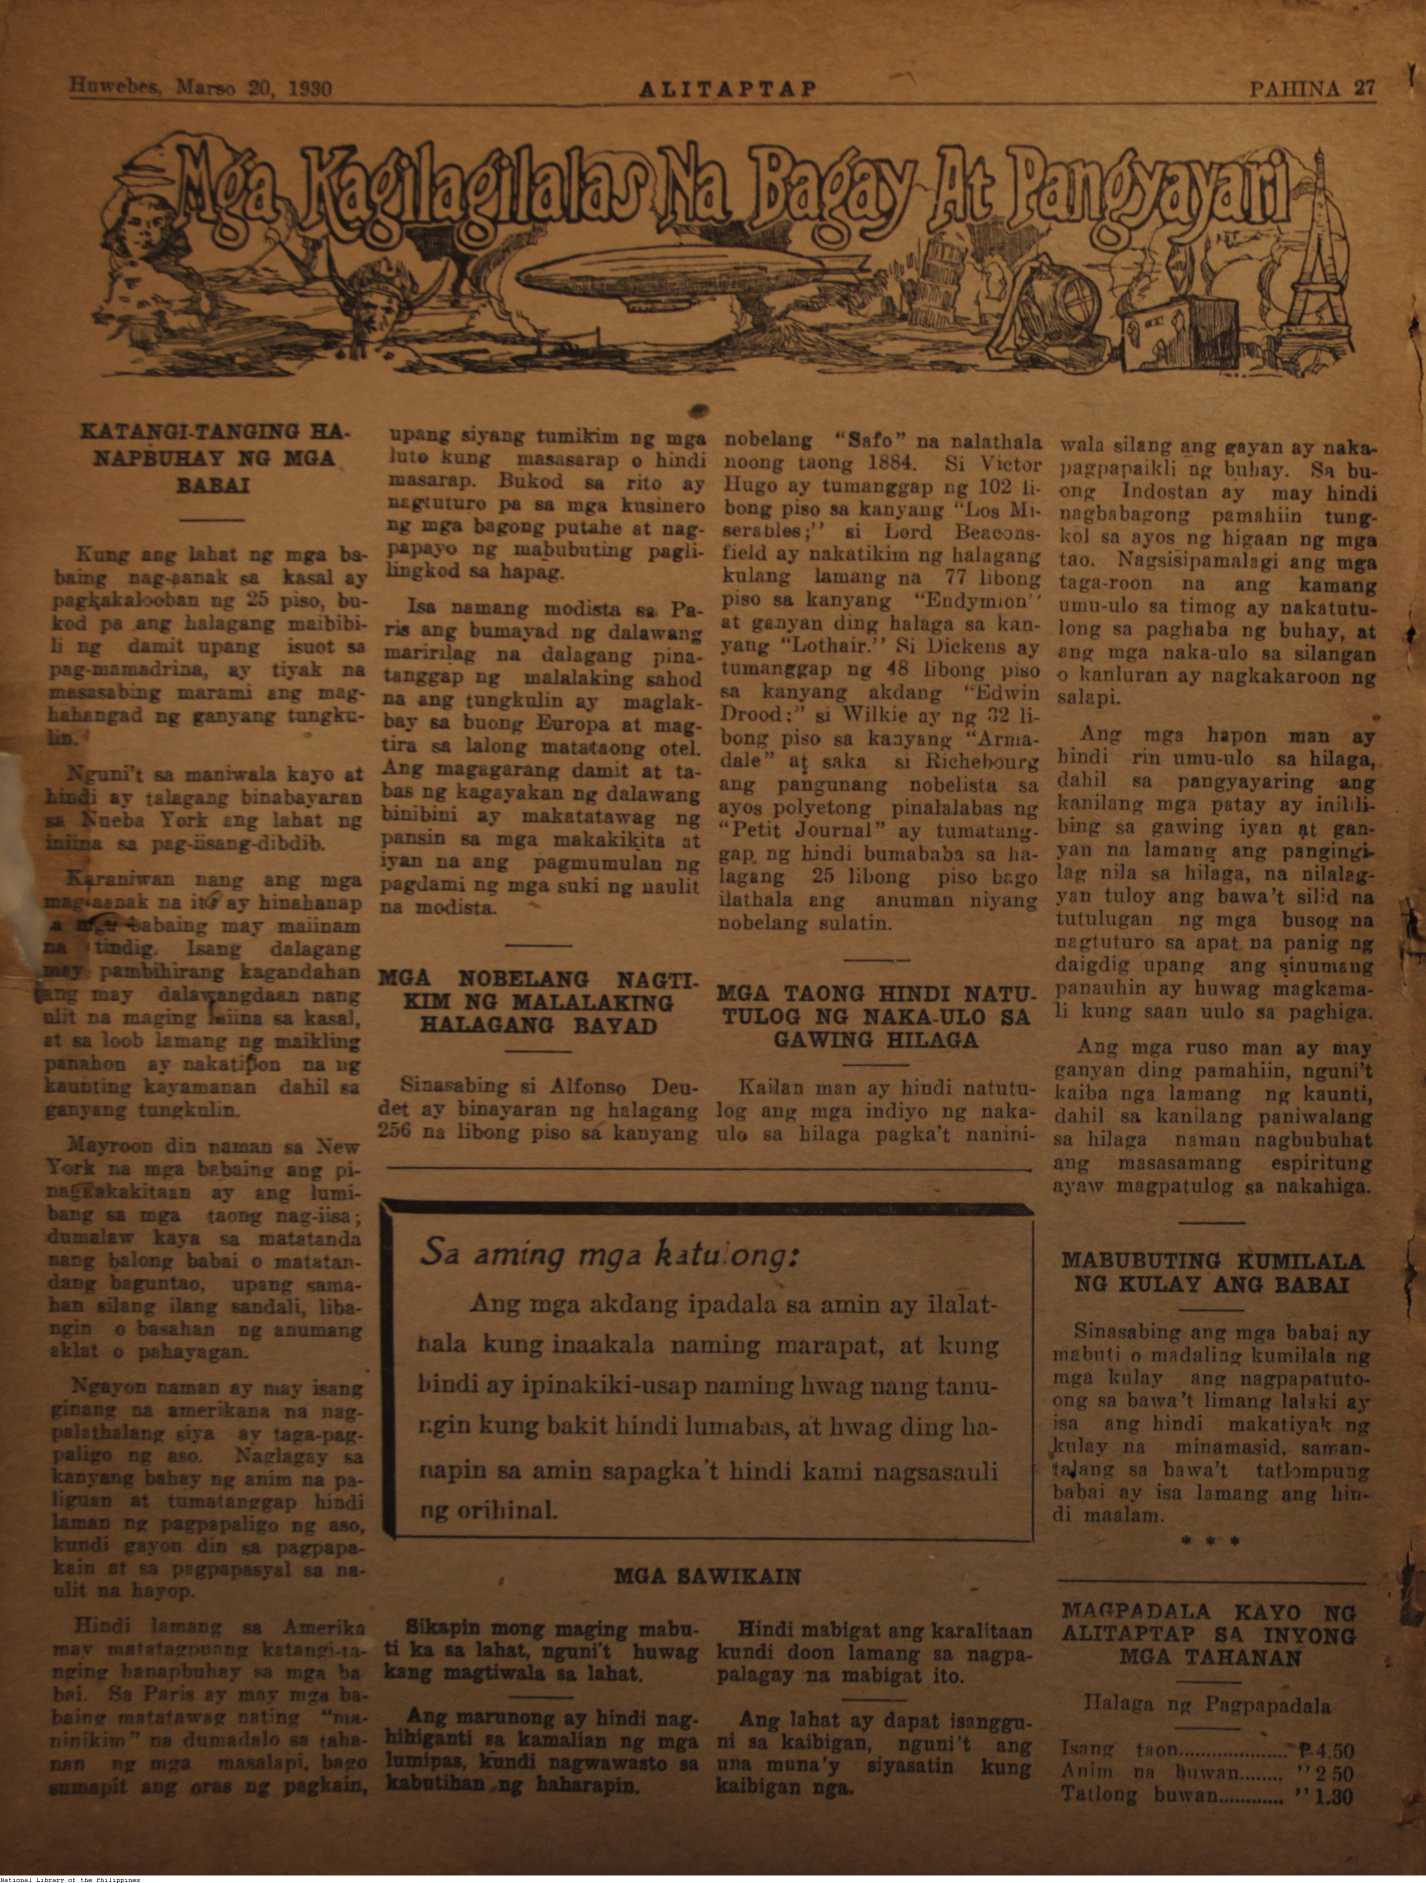 Huwebes, Marso 20, 1930
ALITAPTAP
PAHINA 27
Mga Kagilagilalas Na Bagay At Pangyayari
KATANGI-TANGING HA-
NAPBUHAY NG MGA
BABAI
Kung ang lahat ng mga ba-
baing nag-aanak sa kasal ay
pagkakalooban ng 25 piso, bu-
kod pa ang halagang maibibi-
li ng damit upang isuot sa
pag-mamadrina, ay tiyak na
masasabing marami ang mag-
hahangad ng ganyang tungku-
lin.
Nguni't sa maniwala kayo at
hindi ay talagang binabayaran
sa Nueba York ang lahat ng
iniina sa pag-iisang-dibdib.
Karaniwan nang ang mga
mag-aanak na ito ay hinahanap
a mga babaing may maiinam
na tindig. Isang dalagang
may pambihirang kagandahan
ang may dalawangdaan nang
ulit na maging iniina sa kasal,
at sa loob lamang ng maikling
panahon ay nakatipon na ng
kaunting kayamanan dahil sa
ganyang tungkulin.
Mayroon din naman sa New
York na mga babaing ang pi-
nagkakakitaan ay ang lumi-
bang sa mga taong nag-iisa;
dumalaw kaya sa matatanda
nang balong babai o matatan-
dang baguntao, upang sama-
han silang ilang sandali, liba-
ngin o basahan ng anumang
aklat o pahayagan.
Ngayon naman ay may isang
ginang na amerikana na nag-
palathalang siya ay taga-pag-
paligo ng aso. Naglagay sa
kanyang bahay ng anim na pa-
liguan at tumatanggap hindi
laman ng pagpapaligo ng aso,
kundi gayon din sa pagpapa-
kain at sa pagpapasyal sa na-
ulit na hayop.
Hindi lamang sa Amerika
may matatagpuang katangi-ta-
nging hanapbuhay sa mga ba
bai. Sa Paris ay may mga ba-
baing matatawag nating "ma-
ninikim" na dumadalo sa taha-
nan ng mga masalapi, bago
sumapit ang oras ng pagkain,
upang siyang tumikim ng mga
luto kung masasarap o hindi
masarap. Bukod sa rito ay
nagtuturo pa sa mga kusinero
ng mga bagong putahe at nag-
papayo ng mabubuting pagli-
lingkod sa hapag.
Isa namang modista sa Pa-
ris ang bumayad ng dalawang
maririlag na dalagang pina-
tanggap ng malalaking sahod
na ang tungkulin ay maglak-
bay sa buong Europa at mag-
tira sa lalong matataong otel.
Ang magagarang damit at ta-
bas ng kagayakan ng dalawang
binibini ay makatatawag ng
pansin sa mga makakikita at
iyan na ang pagmumulan ng
pagdami ng mga suki ng naulit
na modista.
MGA NOBELANG NAGTI-
KIM NG MALALAKING
HALAGANG BAYAD
Sinasabing si Alfonso Deu-
det ay binayaran ng halagang
256 na libong piso sa kanyang
nobelang "Safo" na nalathala
noong taong 1884. Si Victor
Hugo ay tumanggap ng 102 li-
bong piso sa kanyang "Los Mi-
serables;" si Lord Beacons-
field ay nakatikim ng halagang
kulang lamang na 77 libong
piso sa kanyang "Endymion"
at ganyan ding halaga sa kan-
yang "Lothair." Si Dickens ay
tumanggap ng 48 libong piso
sa kanyang akdang "Edwin
Drood;" si Wilkie ay ng 32 li-
bong piso sa kanyang "Arma-
dale" at saka si Richebourg
ang pangunang nobelista sa
ayos polyetong pinalalabas ng
"Petit Journal" ay tumatang-
gap ng hindi bumababa sa ha-
lagang 25 libong piso bago
ilathala ang anuman niyang
nobelang sulatin.
MGA TAONG HINDI NATU-
TULOG NG NAKA-ULO SA
GAWING HILAGA
Kailan man ay hindi natutu-
log ang mga indiyo ng naka-
ulo sa hilaga pagka't nanini-
wala silang ang gayan ay naka-
pagpapaikli ng buhay. Sa bu-
ong Indostan ay may hindi
nagbabagong pamahiin tung-
kol sa ayos ng higaan ng mga
tao. Nagsisipamalagi ang mga
taga-roon na ang kamang
umu-ulo sa timog ay nakatutu-
long sa paghaba ng buhay, at
ang mga naka-ulo sa silangan
o kanluran ay nagkakaroon ng
salapi.
Ang mga hapon man ay
hindi rin umu-ulo sa hilaga,
dahil sa pangyayaring ang
kanilang mga patay ay inilili-
bing sa gawing iyan at gan-
yan na lamang ang pangingi-
lag nila sa hilaga, na nilalag-
yan tuloy ang bawa't silid na
tutulugan ng mga busog na
nagtuturo sa apat na panig ng
daigdig upang ang sinumang
panauhin ay huwag magkama-
li kung saan uulo sa paghiga.
Ang mga ruso man ay may
ganyan ding pamahiin, nguni't
kaiba nga lamang ng kaunti,
dahil sa kanilang paniwalang
sa hilaga naman nagbubuhat
ang masasamang espiritung
ayaw magpatulog sa nakahiga.
MABUBUTING KUMILALA
NG KULAY ANG BABAI
Sinasabing ang mga babai ay
mabuti o madaling kumilala ng
mga kulay ang nagpapatuto-
ong sa bawa't limang lalaki ay
isa ang hindi makatiyak ng
kulay na minamasid, saman-
talang sa bawa't tatlompung
babai ay isa lamang ang hin-
di maalam.
* * *
Sa aming mga katulong:
Ang mga akdang ipadala sa amin ay ilalat-
hala kung inaakala naming marapat, at kung
hindi ay ipinakiki-usap naming hwag nang tanu-
ngin kung bakit hindi lumabas, at hwag ding ha-
napin sa amin sapagka't hindi kami nagsasauli
ng orihinal.
MGA SAWIKAIN
Sikapin mong maging mabu-
ti ka sa lahat, nguni't huwag
kang magtiwala sa lahat.
Ang marunong ay hindi nag-
hihiganti sa kamalian ng mga
lumipas, kundi nagwawasto sa
kabutihan ng haharapin.
Hindi mabigat ang karalitaan
kundi doon lamang sa nagpa-
palagay na mabigat ito.
Ang lahat ay dapat isanggu-
ni sa kaibigan, nguni't ang
una muna'y siyasatin kung
kaibigan nga.
MAGPADALA KAYO NG
ALITAPTAP SA INYONG
MGA TAHANAN
Halaga ng Pagpapadala
Isang taon.................... ₱ 4.50
Anim na buwan........ " 2 50
Tatlong buwan............ " 1.30
National Library of the Philippines